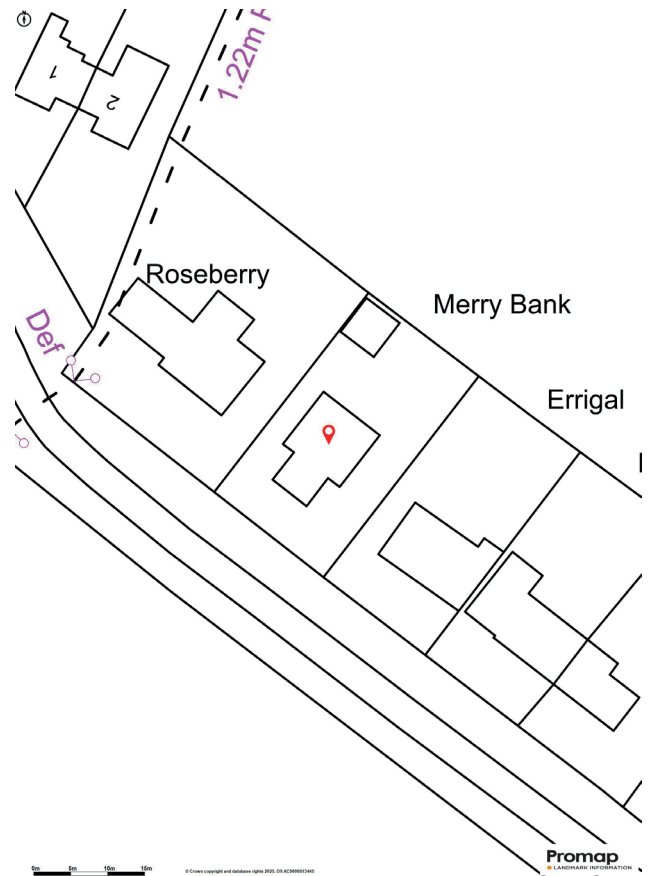 N
1.22m
1
2
Roseberry
Merry Bank
Def
Errigal
0m 5m 10m 15m
© Crown copyright and database rights 2025. OS AC0000813445
Promap
LANDMARK INFORMATION